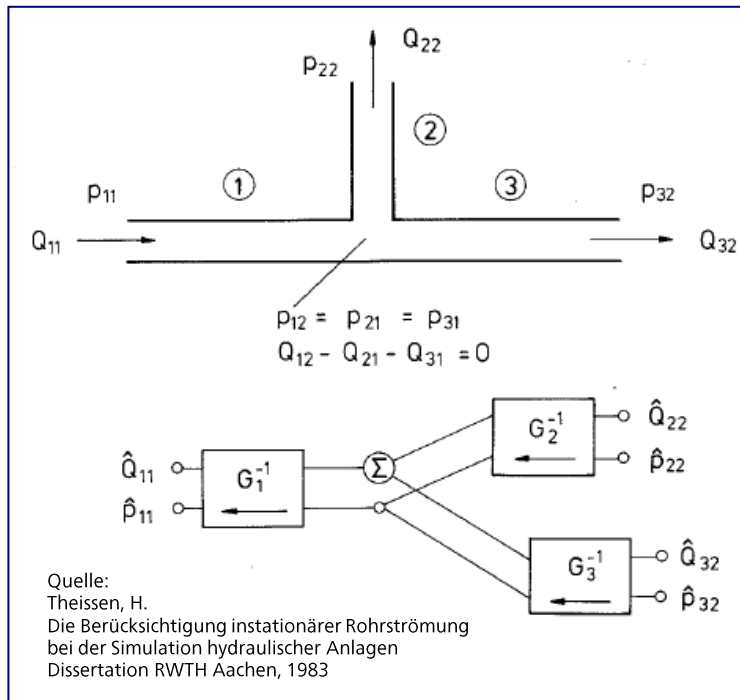 Q₂₂
p₂₂
②
① ③
p₁₁ p₃₂
Q₁₁ Q₃₂
p₁₂ = p₂₁ = p₃₁
Q₁₂ - Q₂₁ - Q₃₁ = 0
Q̂₂₂
G₂⁻¹
p̂₂₂
Q̂₁₁ G₁⁻¹ Σ
p̂₁₁
Q̂₃₂
G₃⁻¹
p̂₃₂
Quelle:
Theissen, H.
Die Berücksichtigung instationärer Rohrströmung
bei der Simulation hydraulischer Anlagen
Dissertation RWTH Aachen, 1983